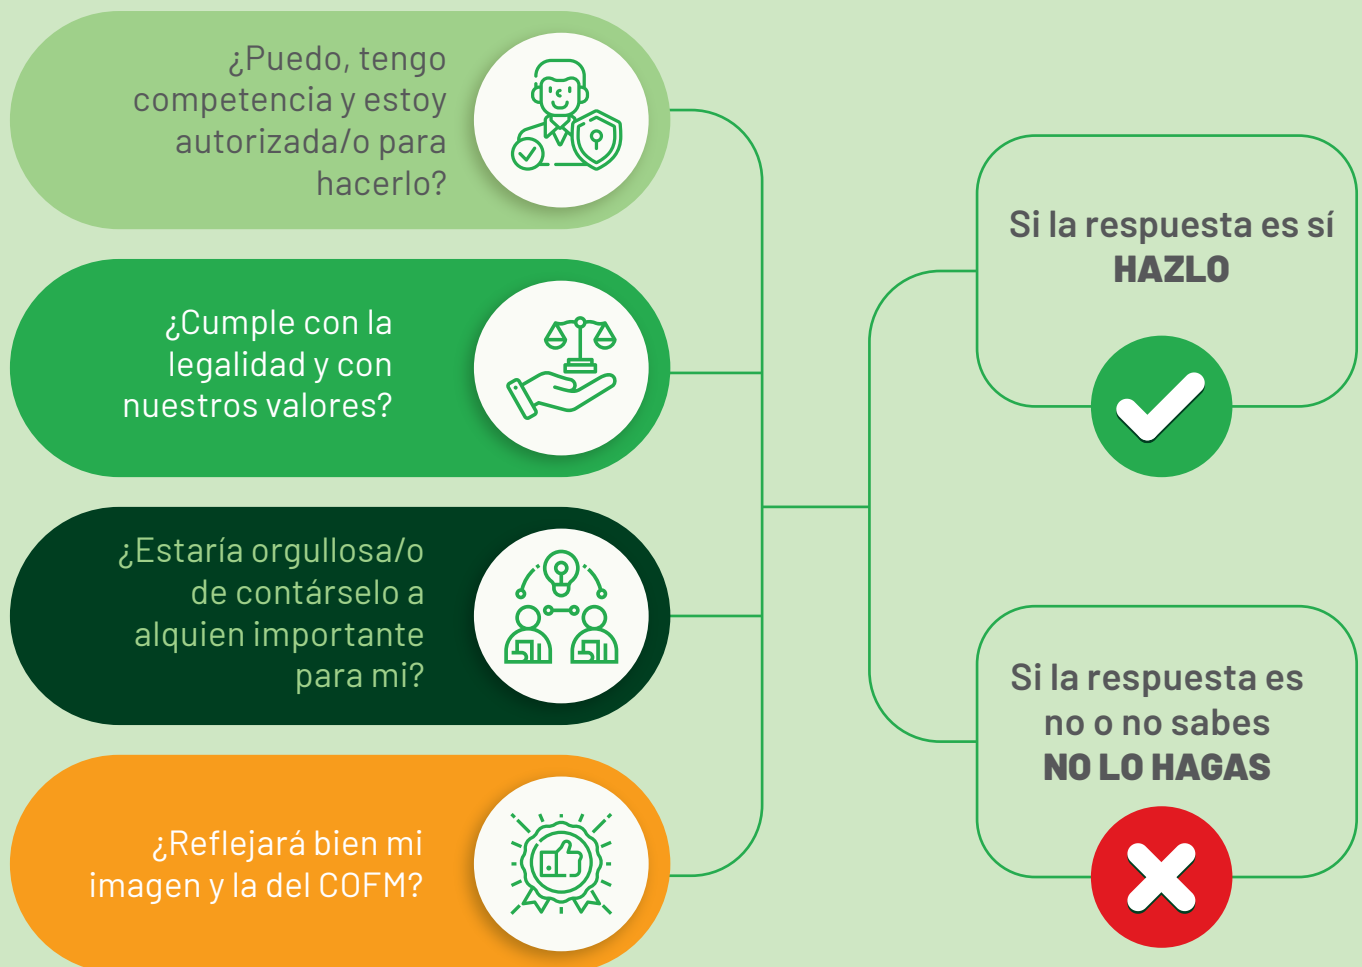 ¿Puedo, tengo
competencia y estoy
autorizada/o para
hacerlo?
¿Cumple con la
legalidad y con
nuestros valores?
¿Estaría orgullosa/o
de contárselo a
alquien importante
para mi?
¿Reflejará bien mi
imagen y la del COFM?
Si la respuesta es sí
HAZLO
Si la respuesta es
no o no sabes
NO LO HAGAS